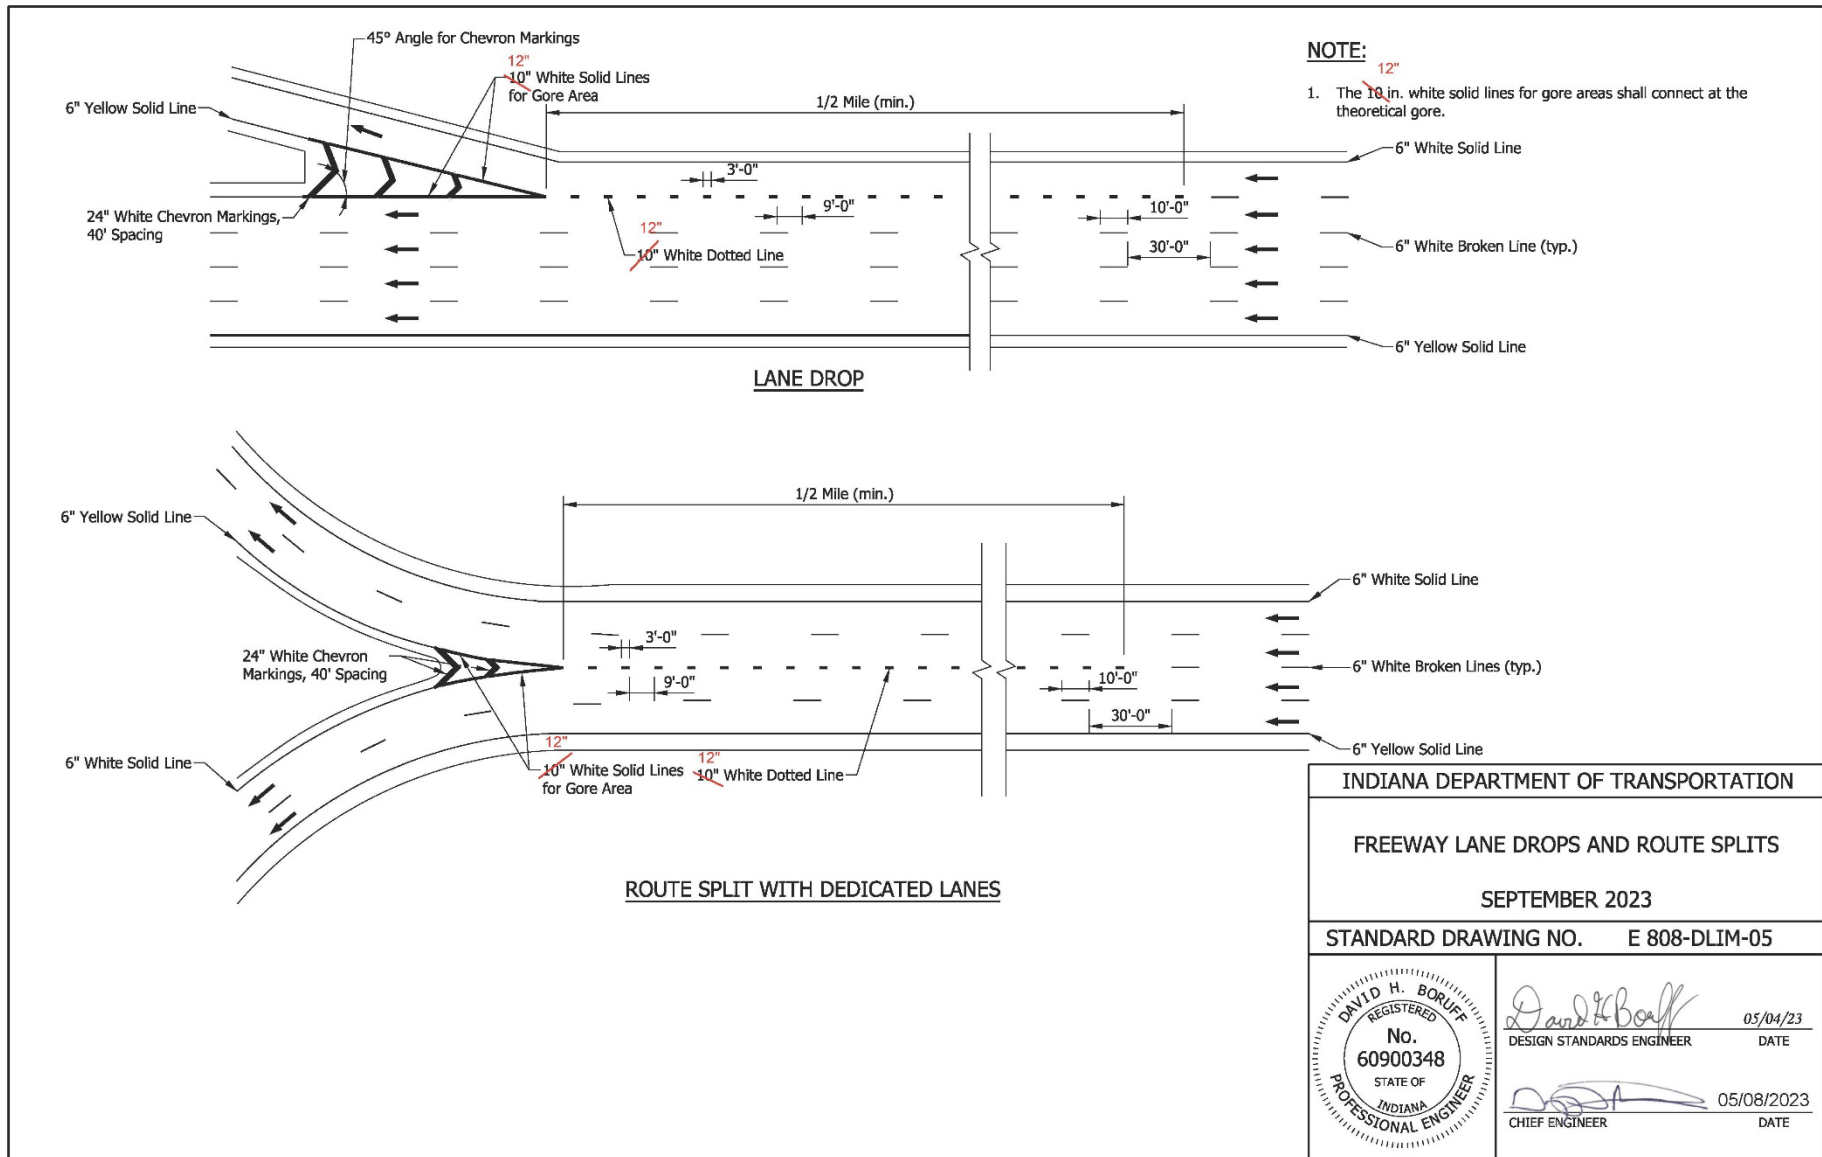 45° Angle for Chevron Markings
12"
10" White Solid Lines
for Gore Area
6" Yellow Solid Line
1/2 Mile (min.)
NOTE:
12"
1. The 10 in. white solid lines for gore areas shall connect at the
theoretical gore.
6" White Solid Line
3'-0"
9'-0"
10'-0"
24" White Chevron Markings,
40' Spacing
12"
10" White Dotted Line
30'-0"
6" White Broken Line (typ.)
6" Yellow Solid Line
LANE DROP
1/2 Mile (min.)
6" Yellow Solid Line
6" White Solid Line
3'-0"
24" White Chevron
Markings, 40' Spacing
9'-0"
10'-0"
6" White Broken Lines (typ.)
30'-0"
6" White Solid Line
12"
10" White Solid Lines
for Gore Area
12"
10" White Dotted Line
6" Yellow Solid Line
ROUTE SPLIT WITH DEDICATED LANES
INDIANA DEPARTMENT OF TRANSPORTATION
FREEWAY LANE DROPS AND ROUTE SPLITS
SEPTEMBER 2023
STANDARD DRAWING NO. E 808-DLIM-05
DAVID H. BORUFF
REGISTERED
No.
60900348
STATE OF
INDIANA
PROFESSIONAL ENGINEER
David H Boruff 05/04/23
DESIGN STANDARDS ENGINEER DATE
05/08/2023
CHIEF ENGINEER DATE